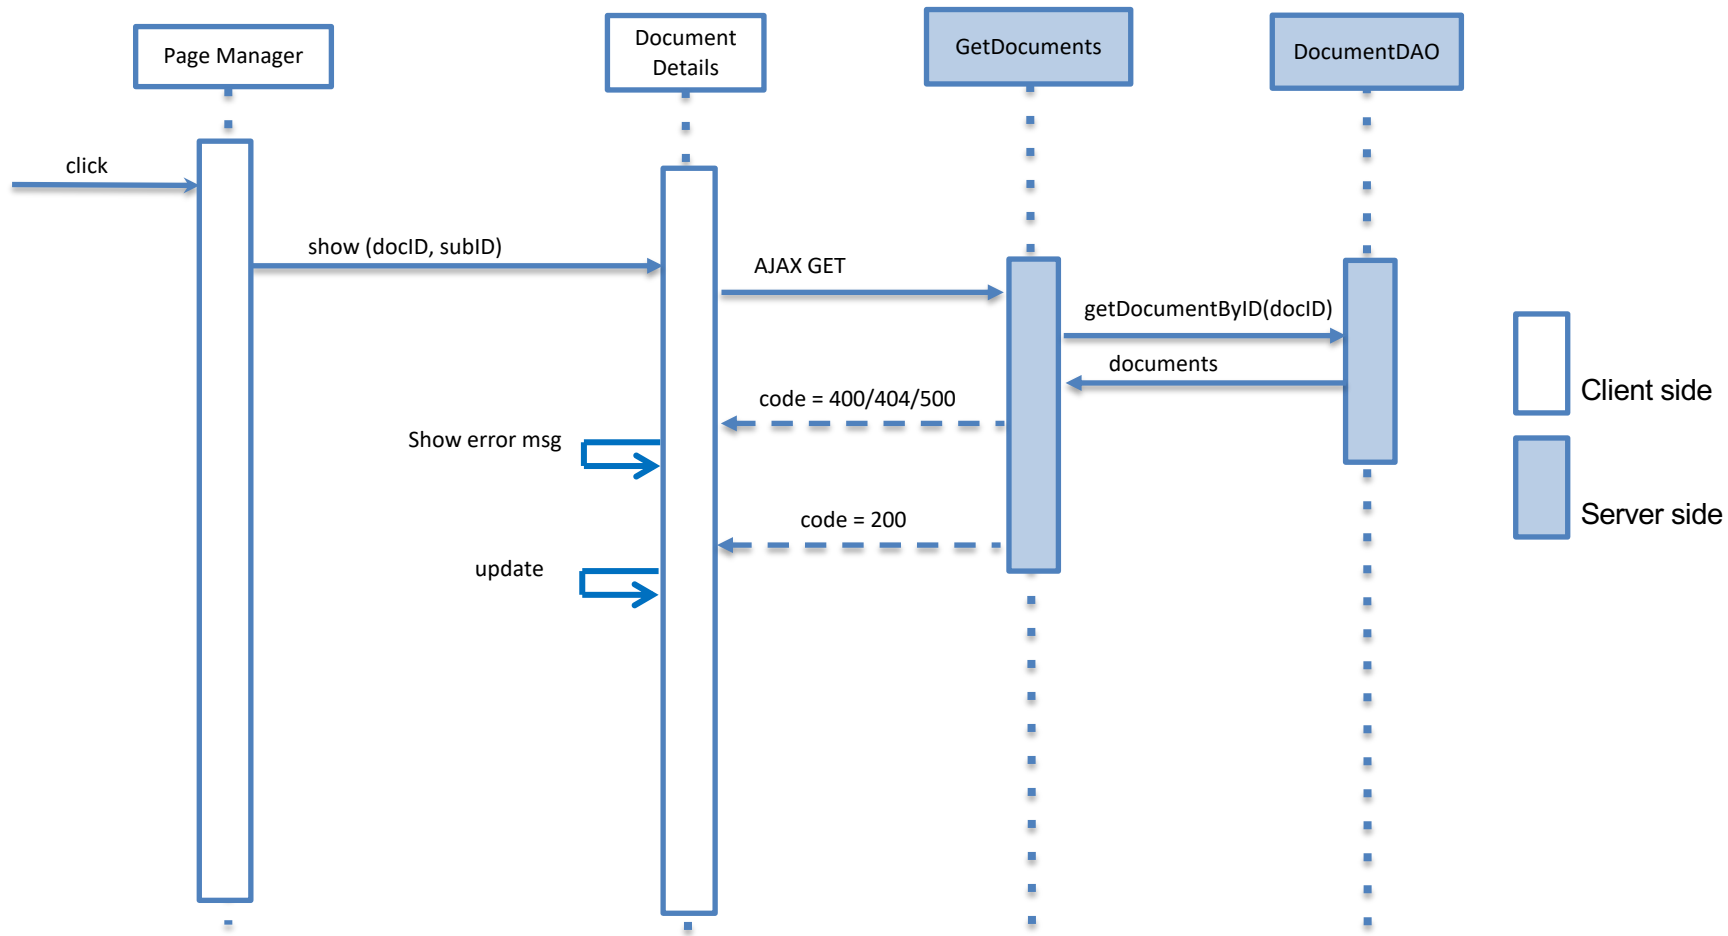 Page Manager
Document
Details
GetDocuments
DocumentDAO
click
show (docID, subID)
AJAX GET
getDocumentByID(docID)
documents
code = 400/404/500
Show error msg
code = 200
update
Client side
Server side